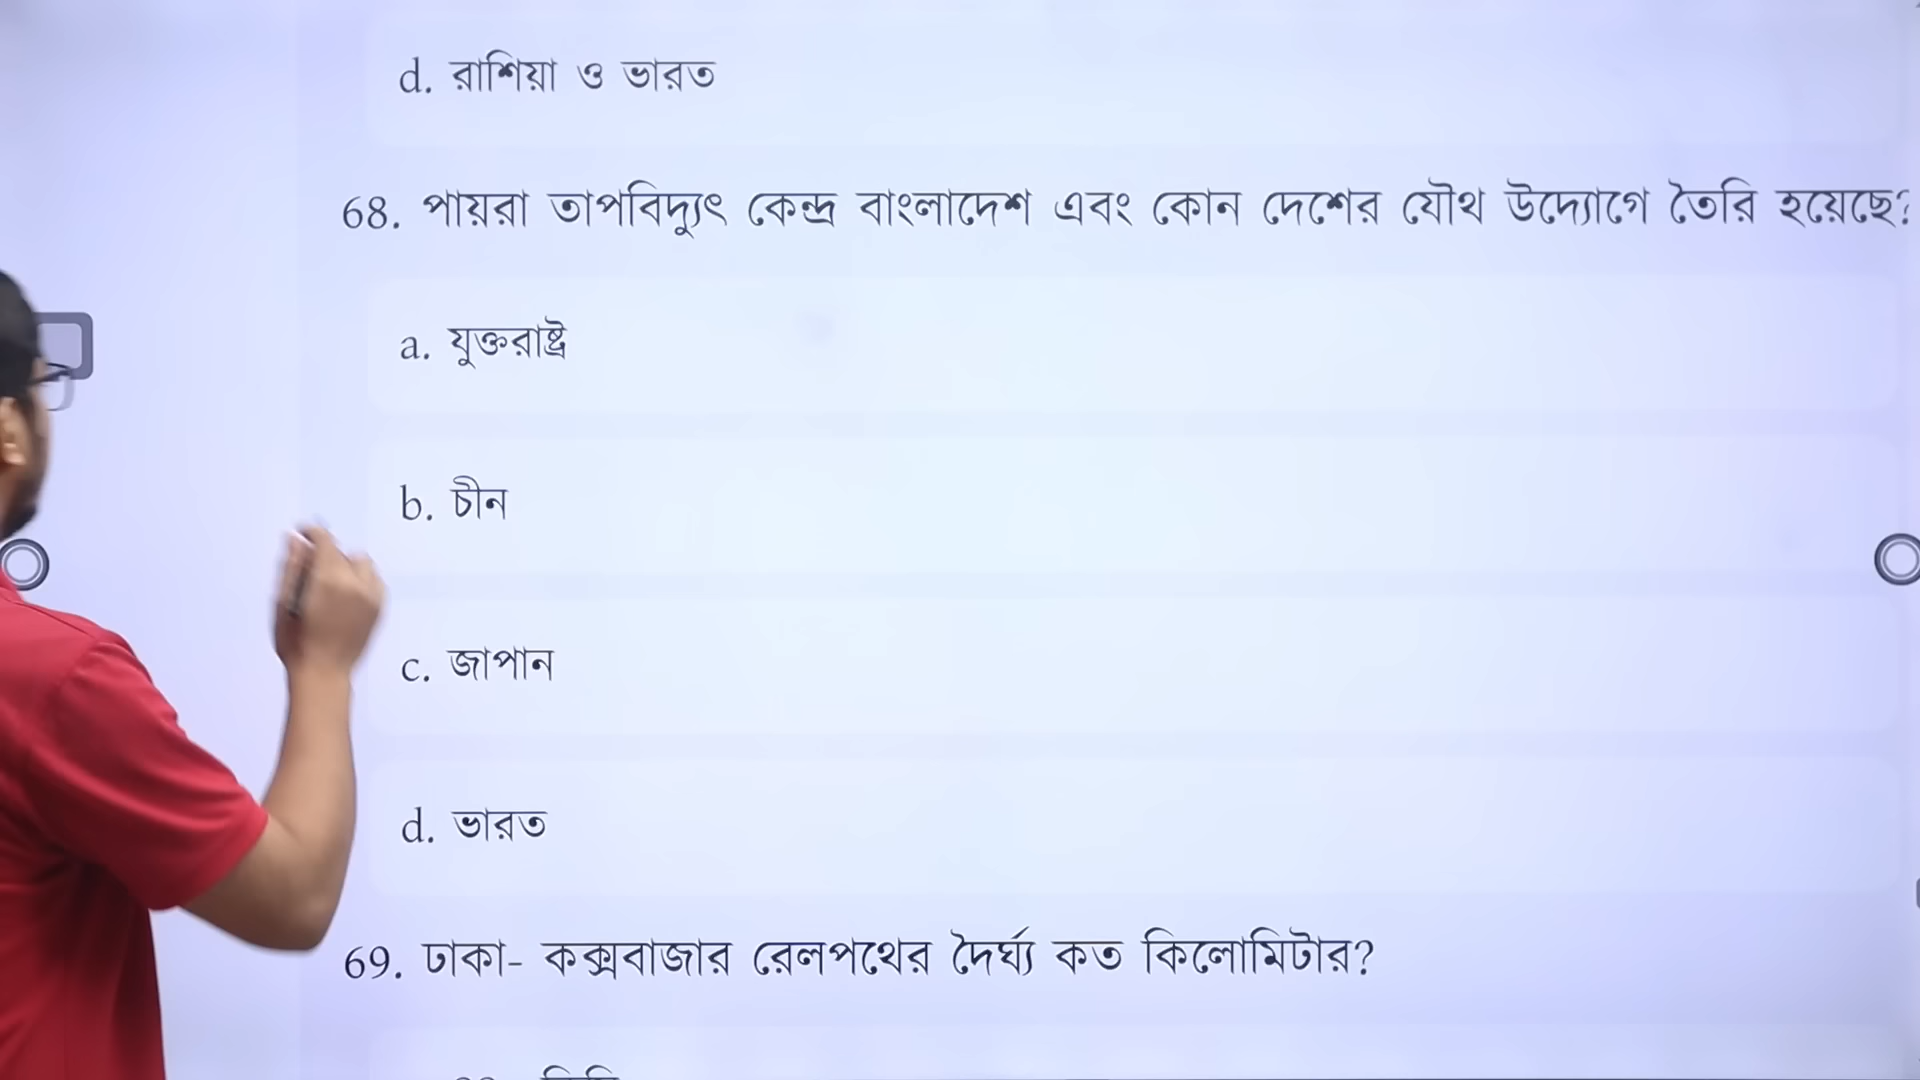 d. রাশিয়া ও ভারত
68. পায়রা তাপবিদ্যুৎ কেন্দ্র বাংলাদেশ এবং কোন দেশের যৌথ উদ্যোগে তৈরি হয়েছে?
a. যুক্তরাষ্ট্র
b. চীন
c. জাপান
d. ভারত
69. ঢাকা- কক্সবাজার রেলপথের দৈর্ঘ্য কত কিলোমিটার?